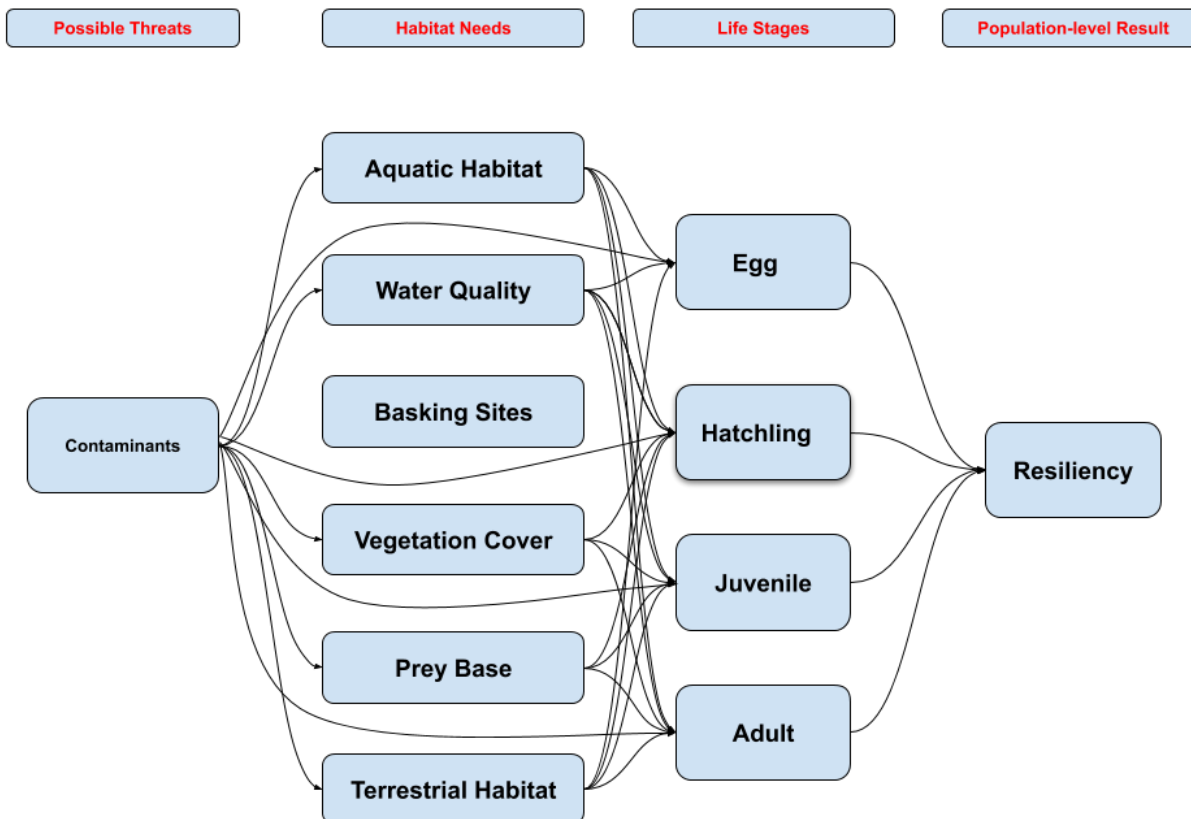 Possible Threats
Habitat Needs
Life Stages
Population-level Result
Aquatic Habitat
Egg
Water Quality
Basking Sites
Hatchling
Contaminants
Resiliency
Vegetation Cover
Juvenile
Prey Base
Adult
Terrestrial Habitat